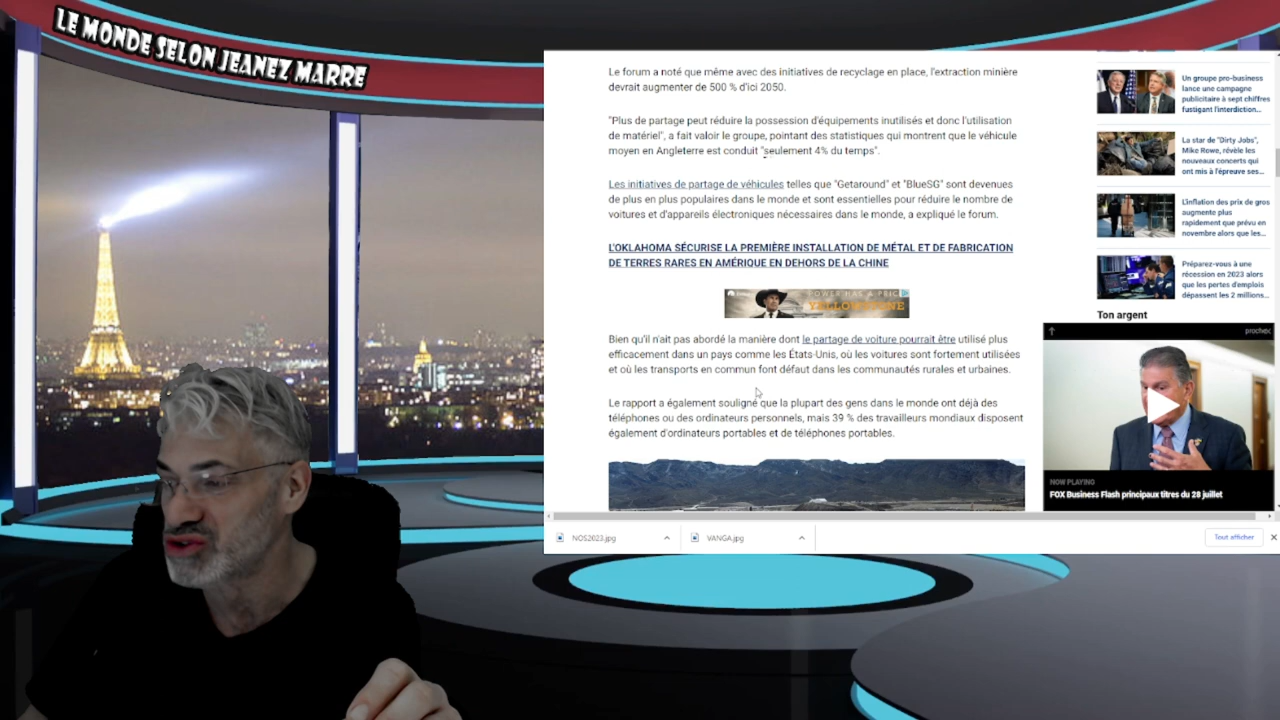 LE MONDE SELON JEANEZ MARRE
Le forum a noté que même avec des initiatives de recyclage en place, l'extraction minière
devrait augmenter de 500 % d'ici 2050.
"Plus de partage peut réduire la possession d'équipements inutilisés et donc l'utilisation
de matériel", a fait valoir le groupe, pointant des statistiques qui montrent que le véhicule
moyen en Angleterre est conduit "seulement 4% du temps".
Les initiatives de partage de véhicules telles que "Getaround" et "BlueSG" sont devenues
de plus en plus populaires dans le monde et sont essentielles pour réduire le nombre de
voitures et d'appareils électroniques nécessaires dans le monde, a expliqué le forum.
L'OKLAHOMA SÉCURISE LA PREMIÈRE INSTALLATION DE MÉTAL ET DE FABRICATION
DE TERRES RARES EN AMÉRIQUE EN DEHORS DE LA CHINE
POWER HAS A PRICE
YELLOWSTONE
Bien qu'il n'ait pas abordé la manière dont le partage de voiture pourrait être utilisé plus
efficacement dans un pays comme les États-Unis, où les voitures sont fortement utilisées
et où les transports en commun font défaut dans les communautés rurales et urbaines.
Le rapport a également souligné que la plupart des gens dans le monde ont déjà des
téléphones ou des ordinateurs personnels, mais 39 % des travailleurs mondiaux disposent
également d'ordinateurs portables et de téléphones portables.
Un groupe pro-business
lance une campagne
publicitaire à sept chiffres
fustigant l'interdiction...
La star de "Dirty Jobs",
Mike Rowe, révèle les
nouveaux concerts qui
ont mis à l'épreuve ses...
L'inflation des prix de gros
augmente plus
rapidement que prévu en
novembre alors que les...
Préparez-vous à une
récession en 2023 alors
que les pertes d'emplois
dépassent les 2 millions...
Ton argent
NOW PLAYING
FOX Business Flash principaux titres du 28 juillet
NOS2023.jpg
VANGA.jpg
Tout afficher